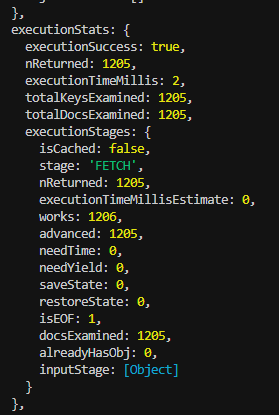 },
executionStats: {
executionSuccess: true,
nReturned: 1205,
executionTimeMillis: 2,
totalKeysExamined: 1205,
totalDocsExamined: 1205,
executionStages: {
isCached: false,
stage: 'FETCH',
nReturned: 1205,
executionTimeMillisEstimate: 0,
works: 1206,
advanced: 1205,
needTime: 0,
needYield: 0,
saveState: 0,
restoreState: 0,
isEOF: 1,
docsExamined: 1205,
alreadyHasObj: 0,
inputStage: [Object]
}
},